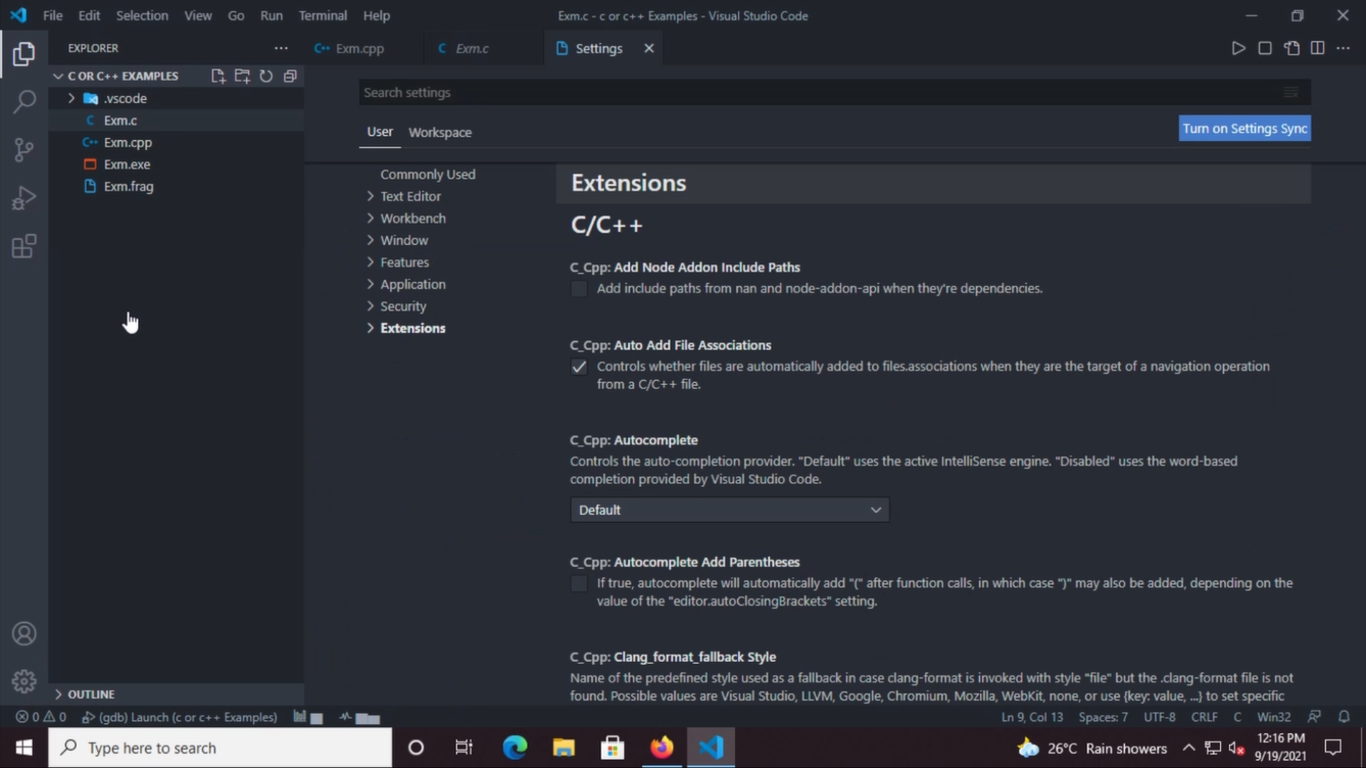 File Edit Selection View Go Run Terminal Help
Exm.c - c or c++ Examples - Visual Studio Code
EXPLORER
Exm.cpp
Exm.c
Settings
C OR C++ EXAMPLES
.vscode
Exm.c
Exm.cpp
Exm.exe
Exm.frag
OUTLINE
Search settings
User Workspace
Turn on Settings Sync
Commonly Used
Text Editor
Workbench
Window
Features
Application
Security
Extensions
Extensions
C/C++
C_Cpp: Add Node Addon Include Paths
Add include paths from nan and node-addon-api when they're dependencies.
C_Cpp: Auto Add File Associations
Controls whether files are automatically added to files.associations when they are the target of a navigation operation
from a C/C++ file.
C_Cpp: Autocomplete
Controls the auto-completion provider. "Default" uses the active IntelliSense engine. "Disabled" uses the word-based
completion provided by Visual Studio Code.
Default
C_Cpp: Autocomplete Add Parentheses
If true, autocomplete will automatically add "(" after function calls, in which case ")" may also be added, depending on the
value of the "editor.autoClosingBrackets" setting.
C_Cpp: Clang_format_fallback Style
Name of the predefined style used as a fallback in case clang-format is invoked with style "file" but the .clang-format file is not
found. Possible values are Visual Studio, LLVM, Google, Chromium, Mozilla, WebKit, none, or use {key: value, ...} to set specific
0 0 (gdb) Launch (c or c++ Examples)
Ln 9, Col 13 Spaces: 7 UTF-8 CRLF C Win32
Type here to search
26°C Rain showers
12:16 PM
9/19/2021